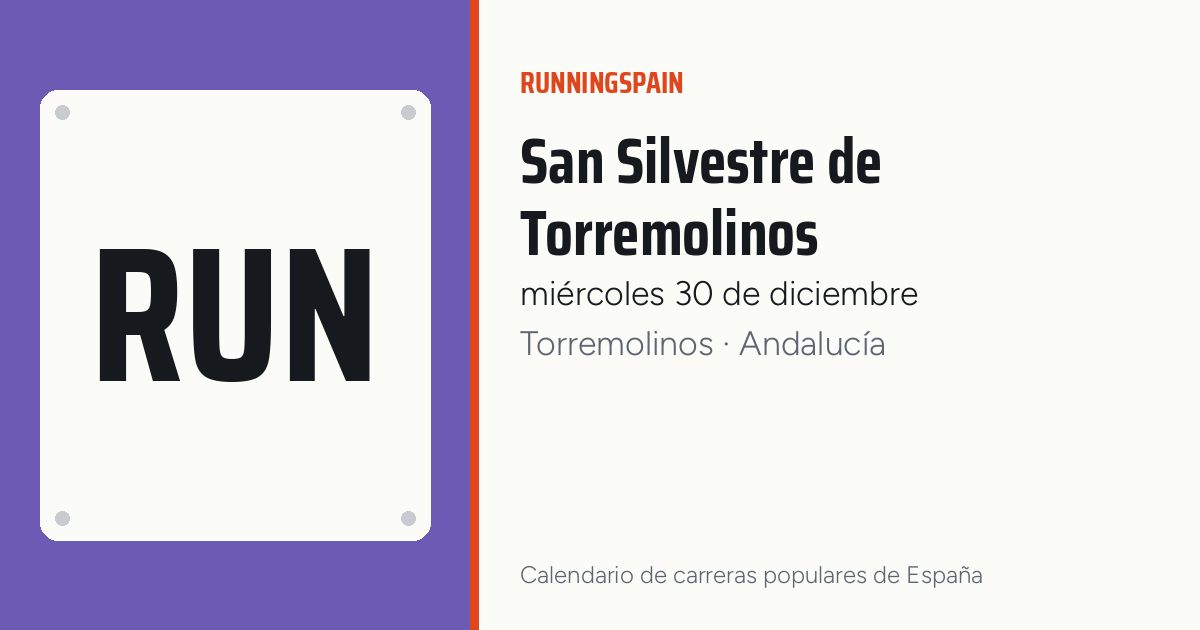 RUN
RUNNINGSPAIN
San Silvestre de
Torremolinos
miércoles 30 de diciembre
Torremolinos · Andalucía
Calendario de carreras populares de España